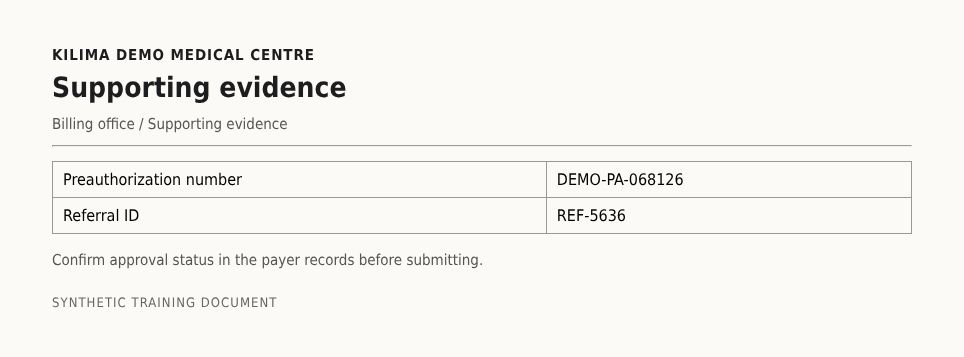 KILIMA DEMO MEDICAL CENTRE
Supporting evidence
Billing office / Supporting evidence
Preauthorization number DEMO-PA-068126
Referral ID REF-5636
Confirm approval status in the payer records before submitting.
SYNTHETIC TRAINING DOCUMENT